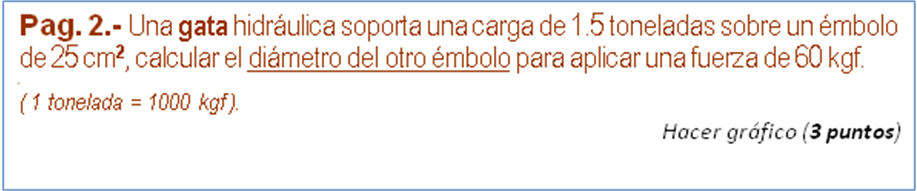 Pag. 2.- Una gata hidráulica soporta una carga de 1.5 toneladas sobre un émbolo
de 25 cm², calcular el diámetro del otro émbolo para aplicar una fuerza de 60 kgf.
( 1 tonelada = 1000 kgf ).
Hacer gráfico (3 puntos)